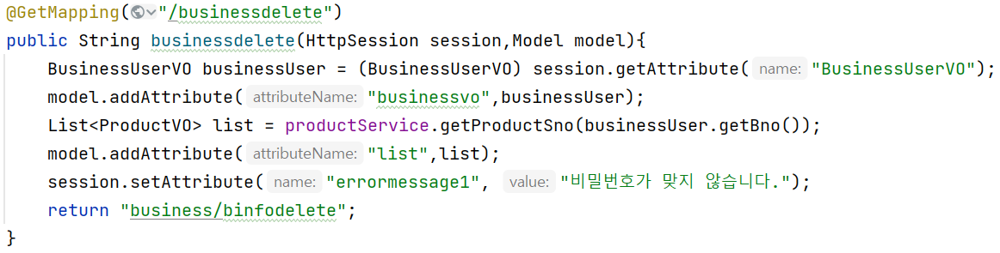 @GetMapping("/businessdelete")
public String businessdelete(HttpSession session,Model model){
    BusinessUserVO businessUser = (BusinessUserVO) session.getAttribute( name: "BusinessUserVO");
    model.addAttribute( attributeName: "businessvo",businessUser);
    List<ProductVO> list = productService.getProductSno(businessUser.getBno());
    model.addAttribute( attributeName: "list",list);
    session.setAttribute( name: "errormessage1", value: "비밀번호가 맞지 않습니다.");
    return "business/binfodelete";
}